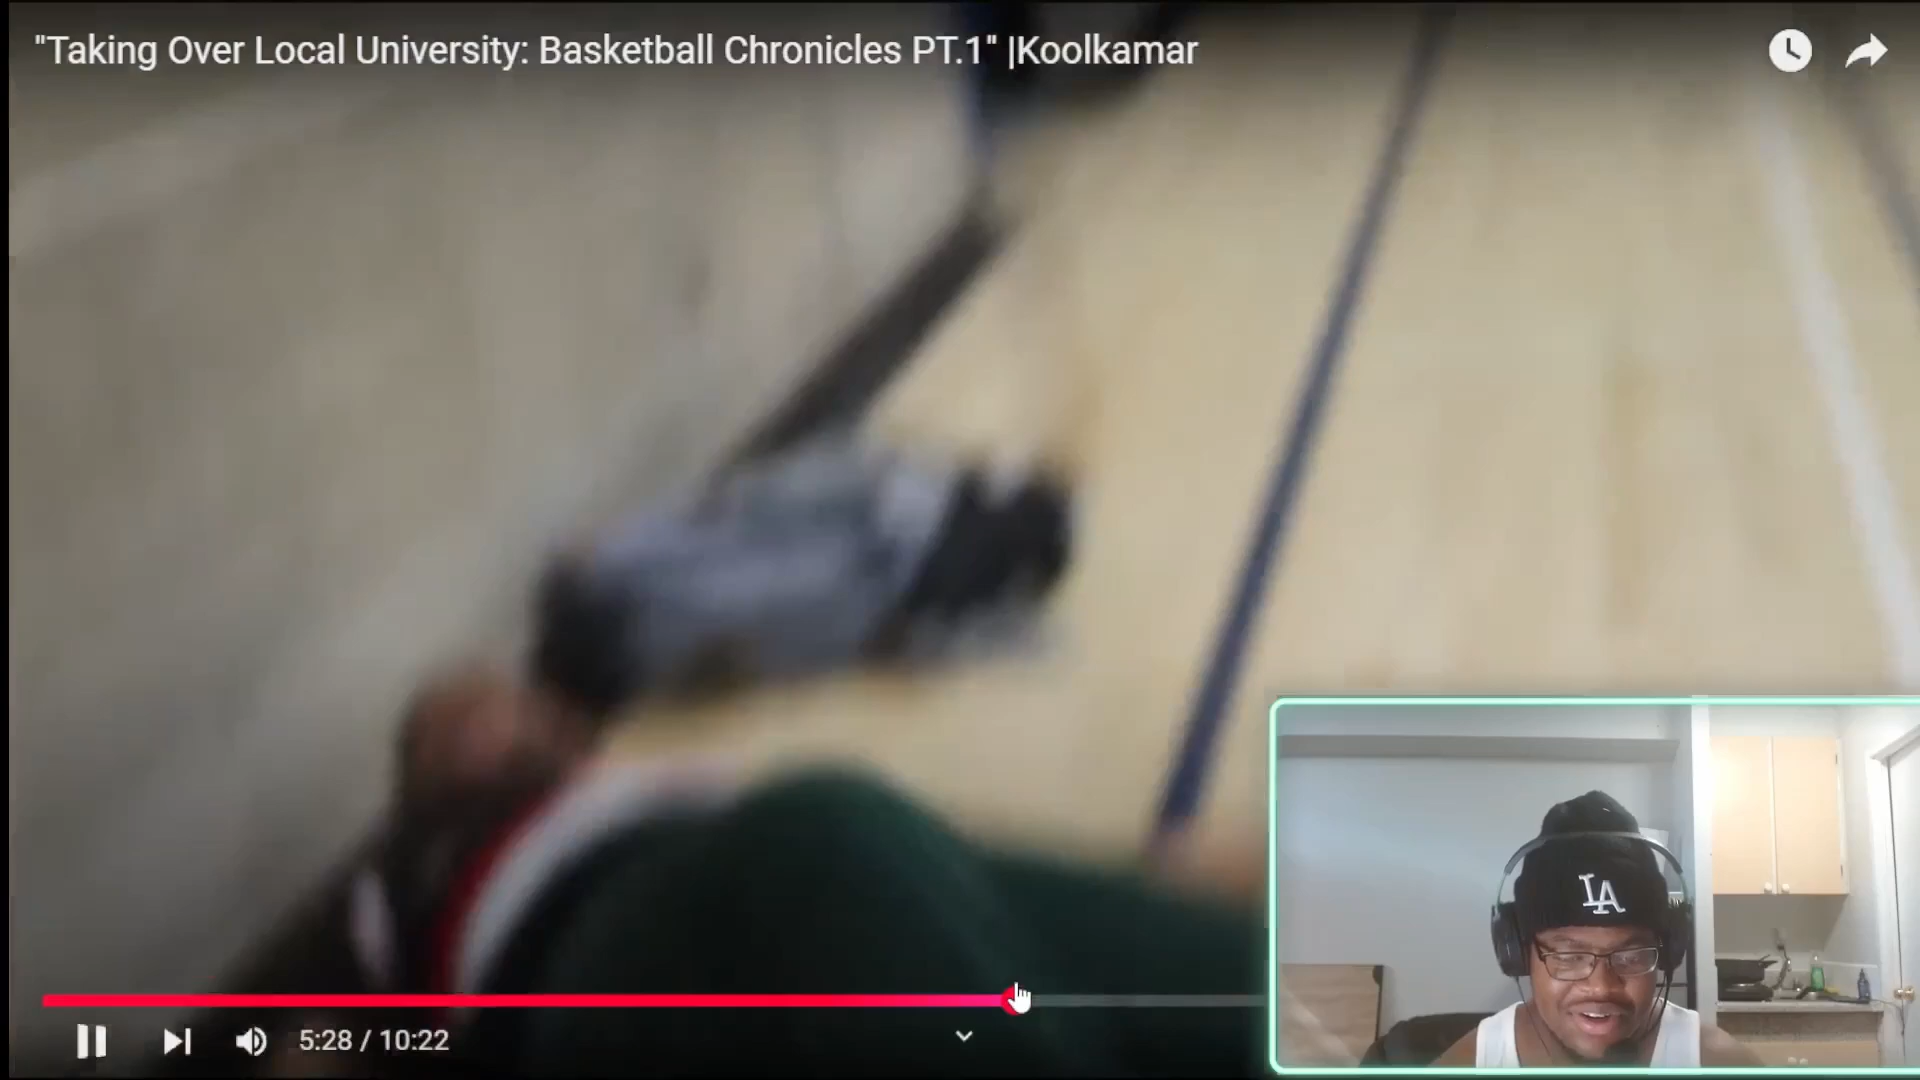 "Taking Over Local University: Basketball Chronicles PT.1" |Koolkamar
5:28 / 10:22
LA